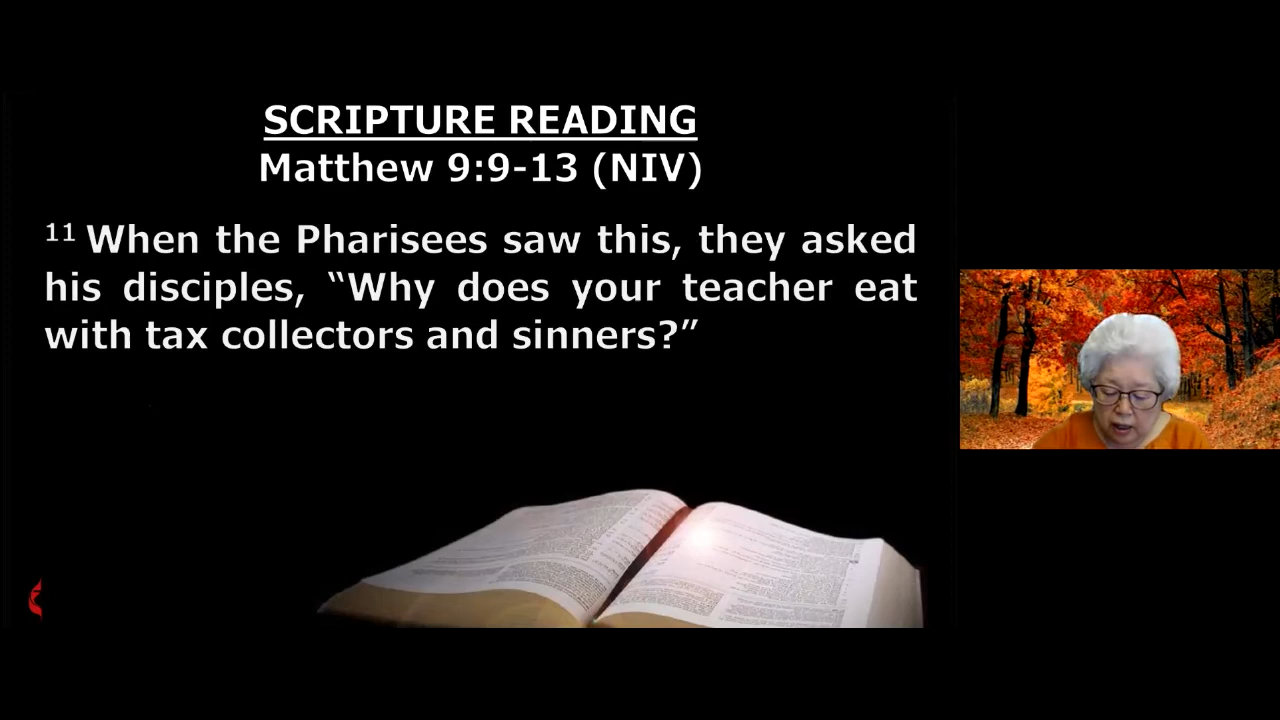 SCRIPTURE READING
Matthew 9:9-13 (NIV)
11 When the Pharisees saw this, they asked
his disciples, “Why does your teacher eat
with tax collectors and sinners?”